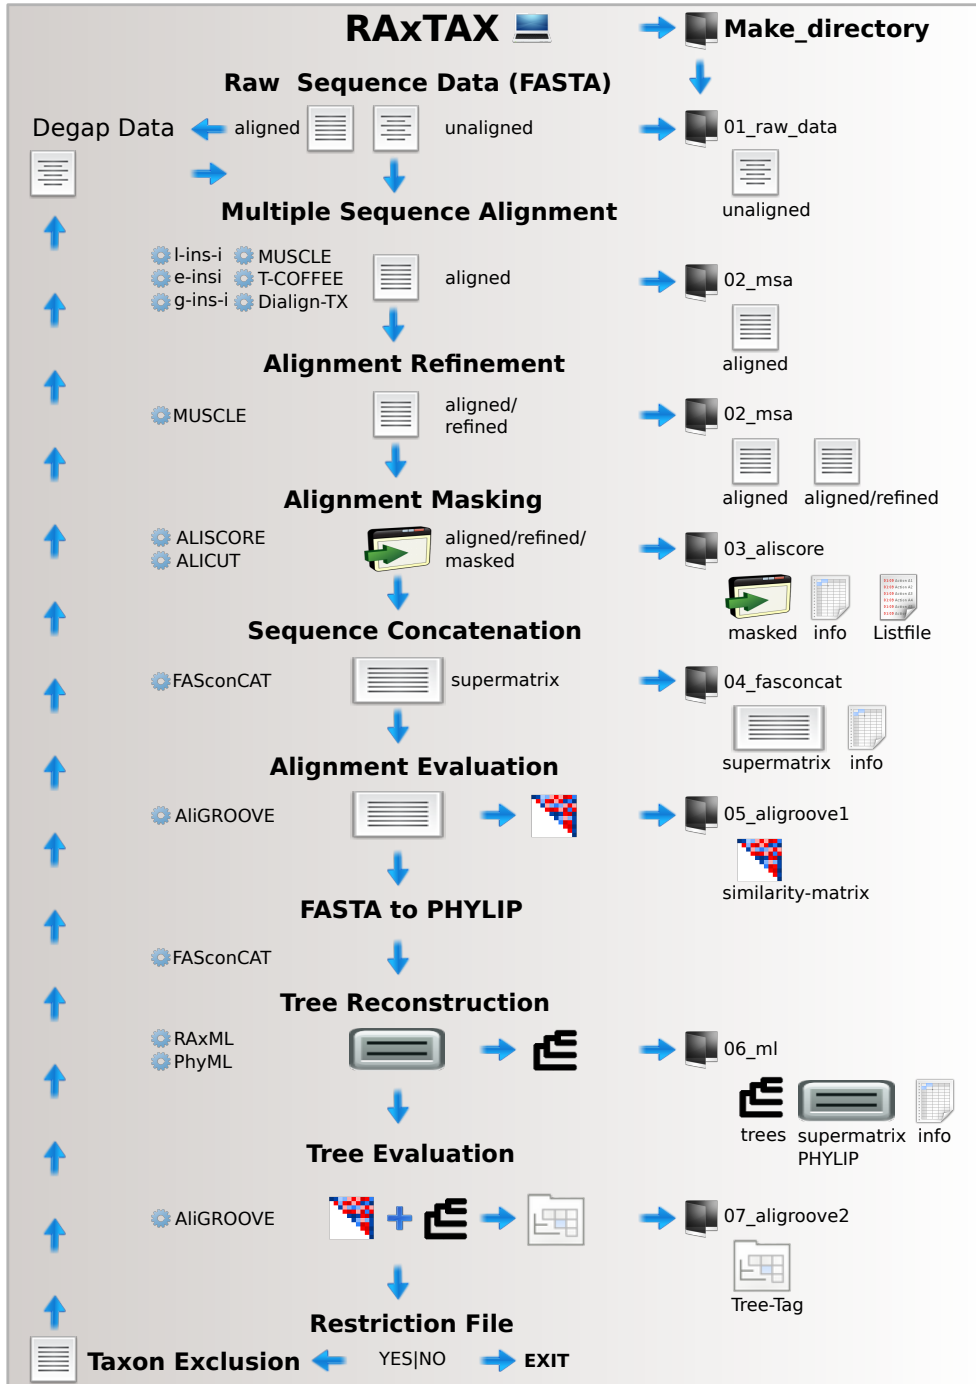 RAxTAX
Make_directory
Raw Sequence Data (FASTA)
Degap Data
aligned
unaligned
01_raw_data
unaligned
Multiple Sequence Alignment
l-ins-i
MUSCLE
e-insi
T-COFFEE
g-ins-i
Dialign-TX
aligned
02_msa
aligned
Alignment Refinement
MUSCLE
aligned/
refined
02_msa
aligned
aligned/refined
Alignment Masking
ALISCORE
ALICUT
aligned/refined/
masked
03_aliscore
masked
info
Listfile
Sequence Concatenation
FASconCAT
supermatrix
04_fasconcat
supermatrix
info
Alignment Evaluation
AliGROOVE
05_aligroove1
similarity-matrix
FASTA to PHYLIP
FASconCAT
Tree Reconstruction
RAxML
PhyML
06_ml
trees
supermatrix
PHYLIP
info
Tree Evaluation
AliGROOVE
07_aligroove2
Tree-Tag
Restriction File
Taxon Exclusion
YES|NO
EXIT